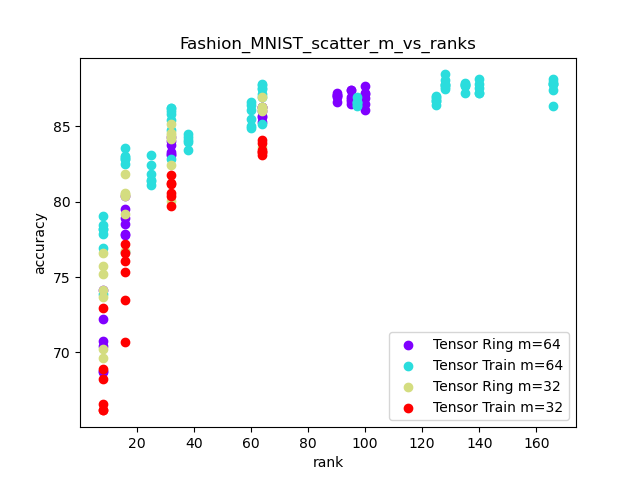 Fashion_MNIST_scatter_m_vs_ranks
accuracy
85
80
75
70
20 40 60 80 100 120 140 160
rank
Tensor Ring m=64
Tensor Train m=64
Tensor Ring m=32
Tensor Train m=32